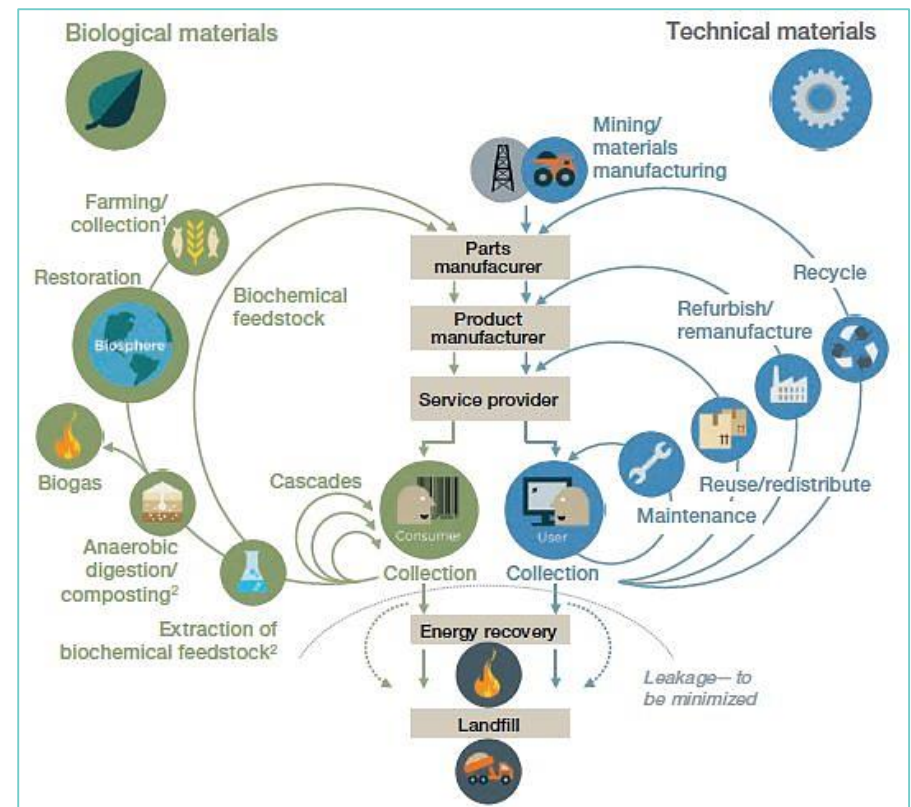 Biological materials
Technical materials
Mining/
materials
manufacturing
Farming/
collection1
Parts
manufacurer
Restoration
Recycle
Biochemical
feedstock
Refurbish/
remanufacture
Product
manufacturer
Biosphere
Service provider
Biogas
Cascades
Reuse/redistribute
Maintenance
Consumer
User
Anaerobic
digestion/
composting2
Collection
Collection
Extraction of
biochemical feedstock2
Energy recovery
Leakage—to
be minimized
Landfill